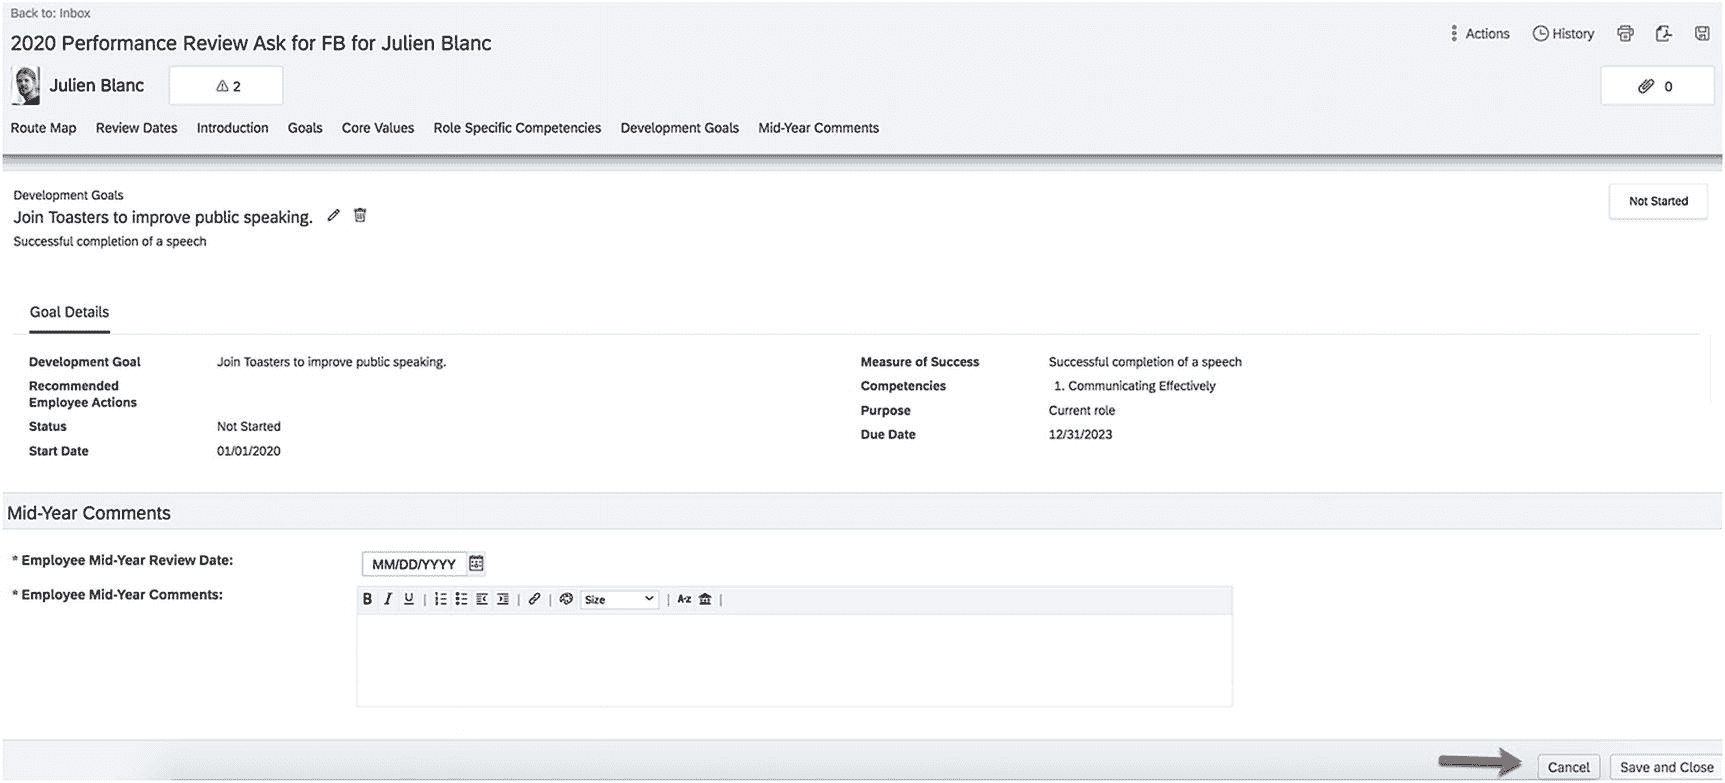 Back to: Inbox
2020 Performance Review Ask for FB for Julien Blanc
Actions History
Julien Blanc 2 0
Route Map Review Dates Introduction Goals Core Values Role Specific Competencies Development Goals Mid-Year Comments
Development Goals
Join Toasters to improve public speaking.
Not Started
Successful completion of a speech
Goal Details
Development Goal Join Toasters to improve public speaking.
Recommended
Employee Actions
Status Not Started
Start Date 01/01/2020
Measure of Success Successful completion of a speech
Competencies 1. Communicating Effectively
Purpose Current role
Due Date 12/31/2023
Mid-Year Comments
* Employee Mid-Year Review Date: MM/DD/YYYY
* Employee Mid-Year Comments:
B I U | | | Size | A-z |
Cancel Save and Close